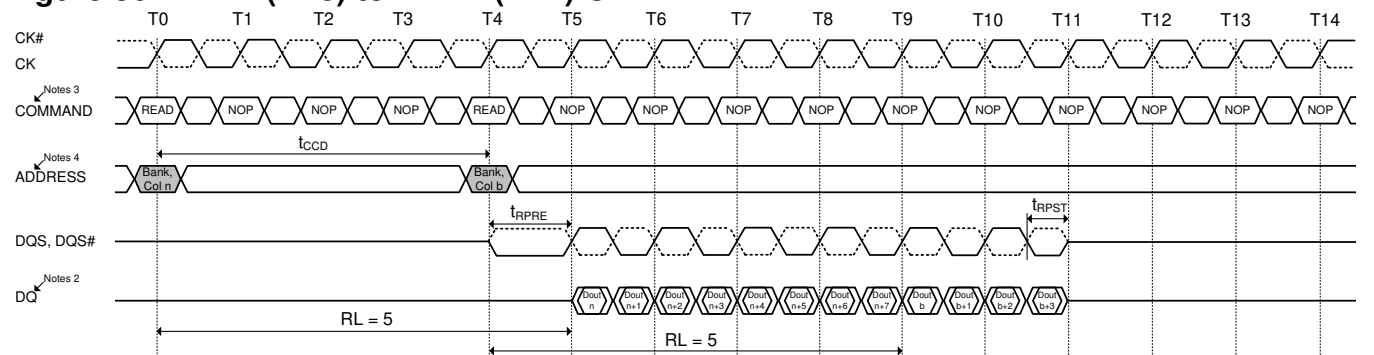 T0 T1 T2 T3 T4 T5 T6 T7 T8 T9 T10 T11 T12 T13 T14
CK#
CK
Notes 3
COMMAND READ NOP NOP NOP READ NOP NOP NOP NOP NOP NOP NOP NOP NOP NOP
tCCD
Notes 4
ADDRESS Bank, Col n Bank, Col b
tRPRE tRPST
DQS, DQS#
Notes 2
DQ Dout n Dout n+1 Dout n+2 Dout n+3 Dout n+4 Dout n+5 Dout n+6 Dout n+7 Dout b Dout b+1 Dout b+2 Dout b+3
RL = 5
RL = 5